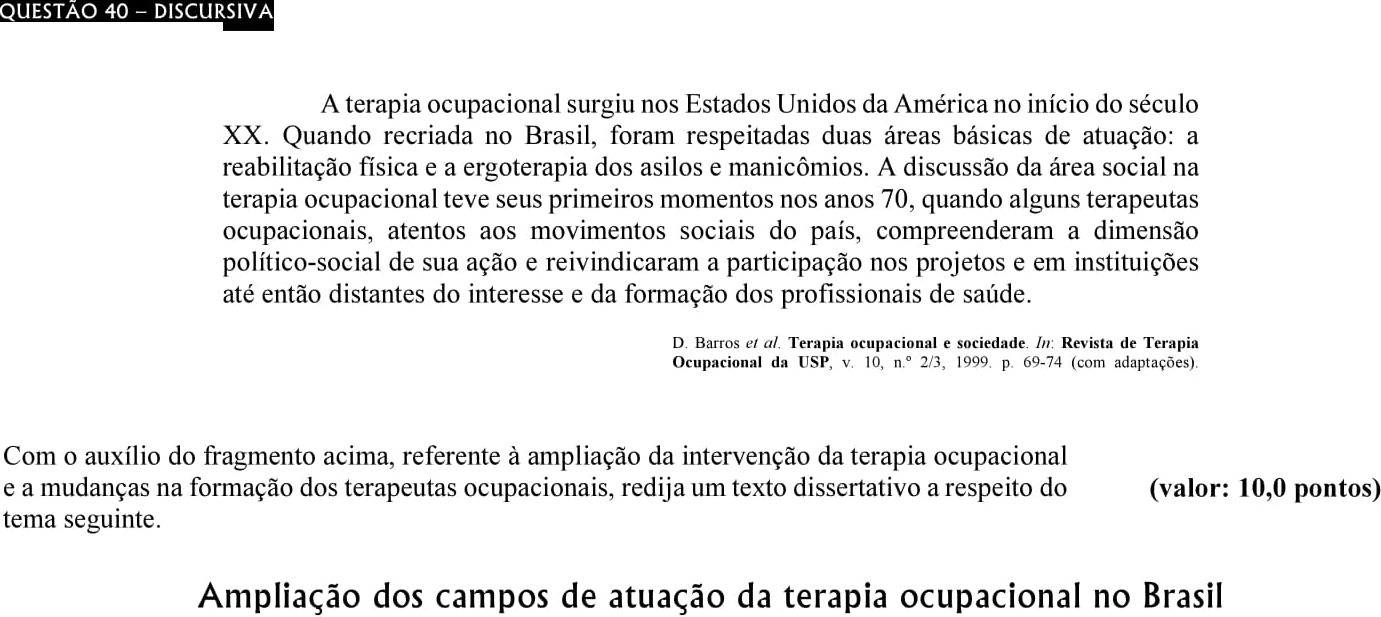 QUESTÃO 40 – DISCURSIVA
A terapia ocupacional surgiu nos Estados Unidos da América no início do século
XX. Quando recriada no Brasil, foram respeitadas duas áreas básicas de atuação: a
reabilitação física e a ergoterapia dos asilos e manicômios. A discussão da área social na
terapia ocupacional teve seus primeiros momentos nos anos 70, quando alguns terapeutas
ocupacionais, atentos aos movimentos sociais do país, compreenderam a dimensão
político-social de sua ação e reivindicaram a participação nos projetos e em instituições
até então distantes do interesse e da formação dos profissionais de saúde.
D. Barros et al. Terapia ocupacional e sociedade. In: Revista de Terapia
Ocupacional da USP, v. 10, n.º 2/3, 1999. p. 69-74 (com adaptações).
Com o auxílio do fragmento acima, referente à ampliação da intervenção da terapia ocupacional
e a mudanças na formação dos terapeutas ocupacionais, redija um texto dissertativo a respeito do
tema seguinte.
(valor: 10,0 pontos)
Ampliação dos campos de atuação da terapia ocupacional no Brasil